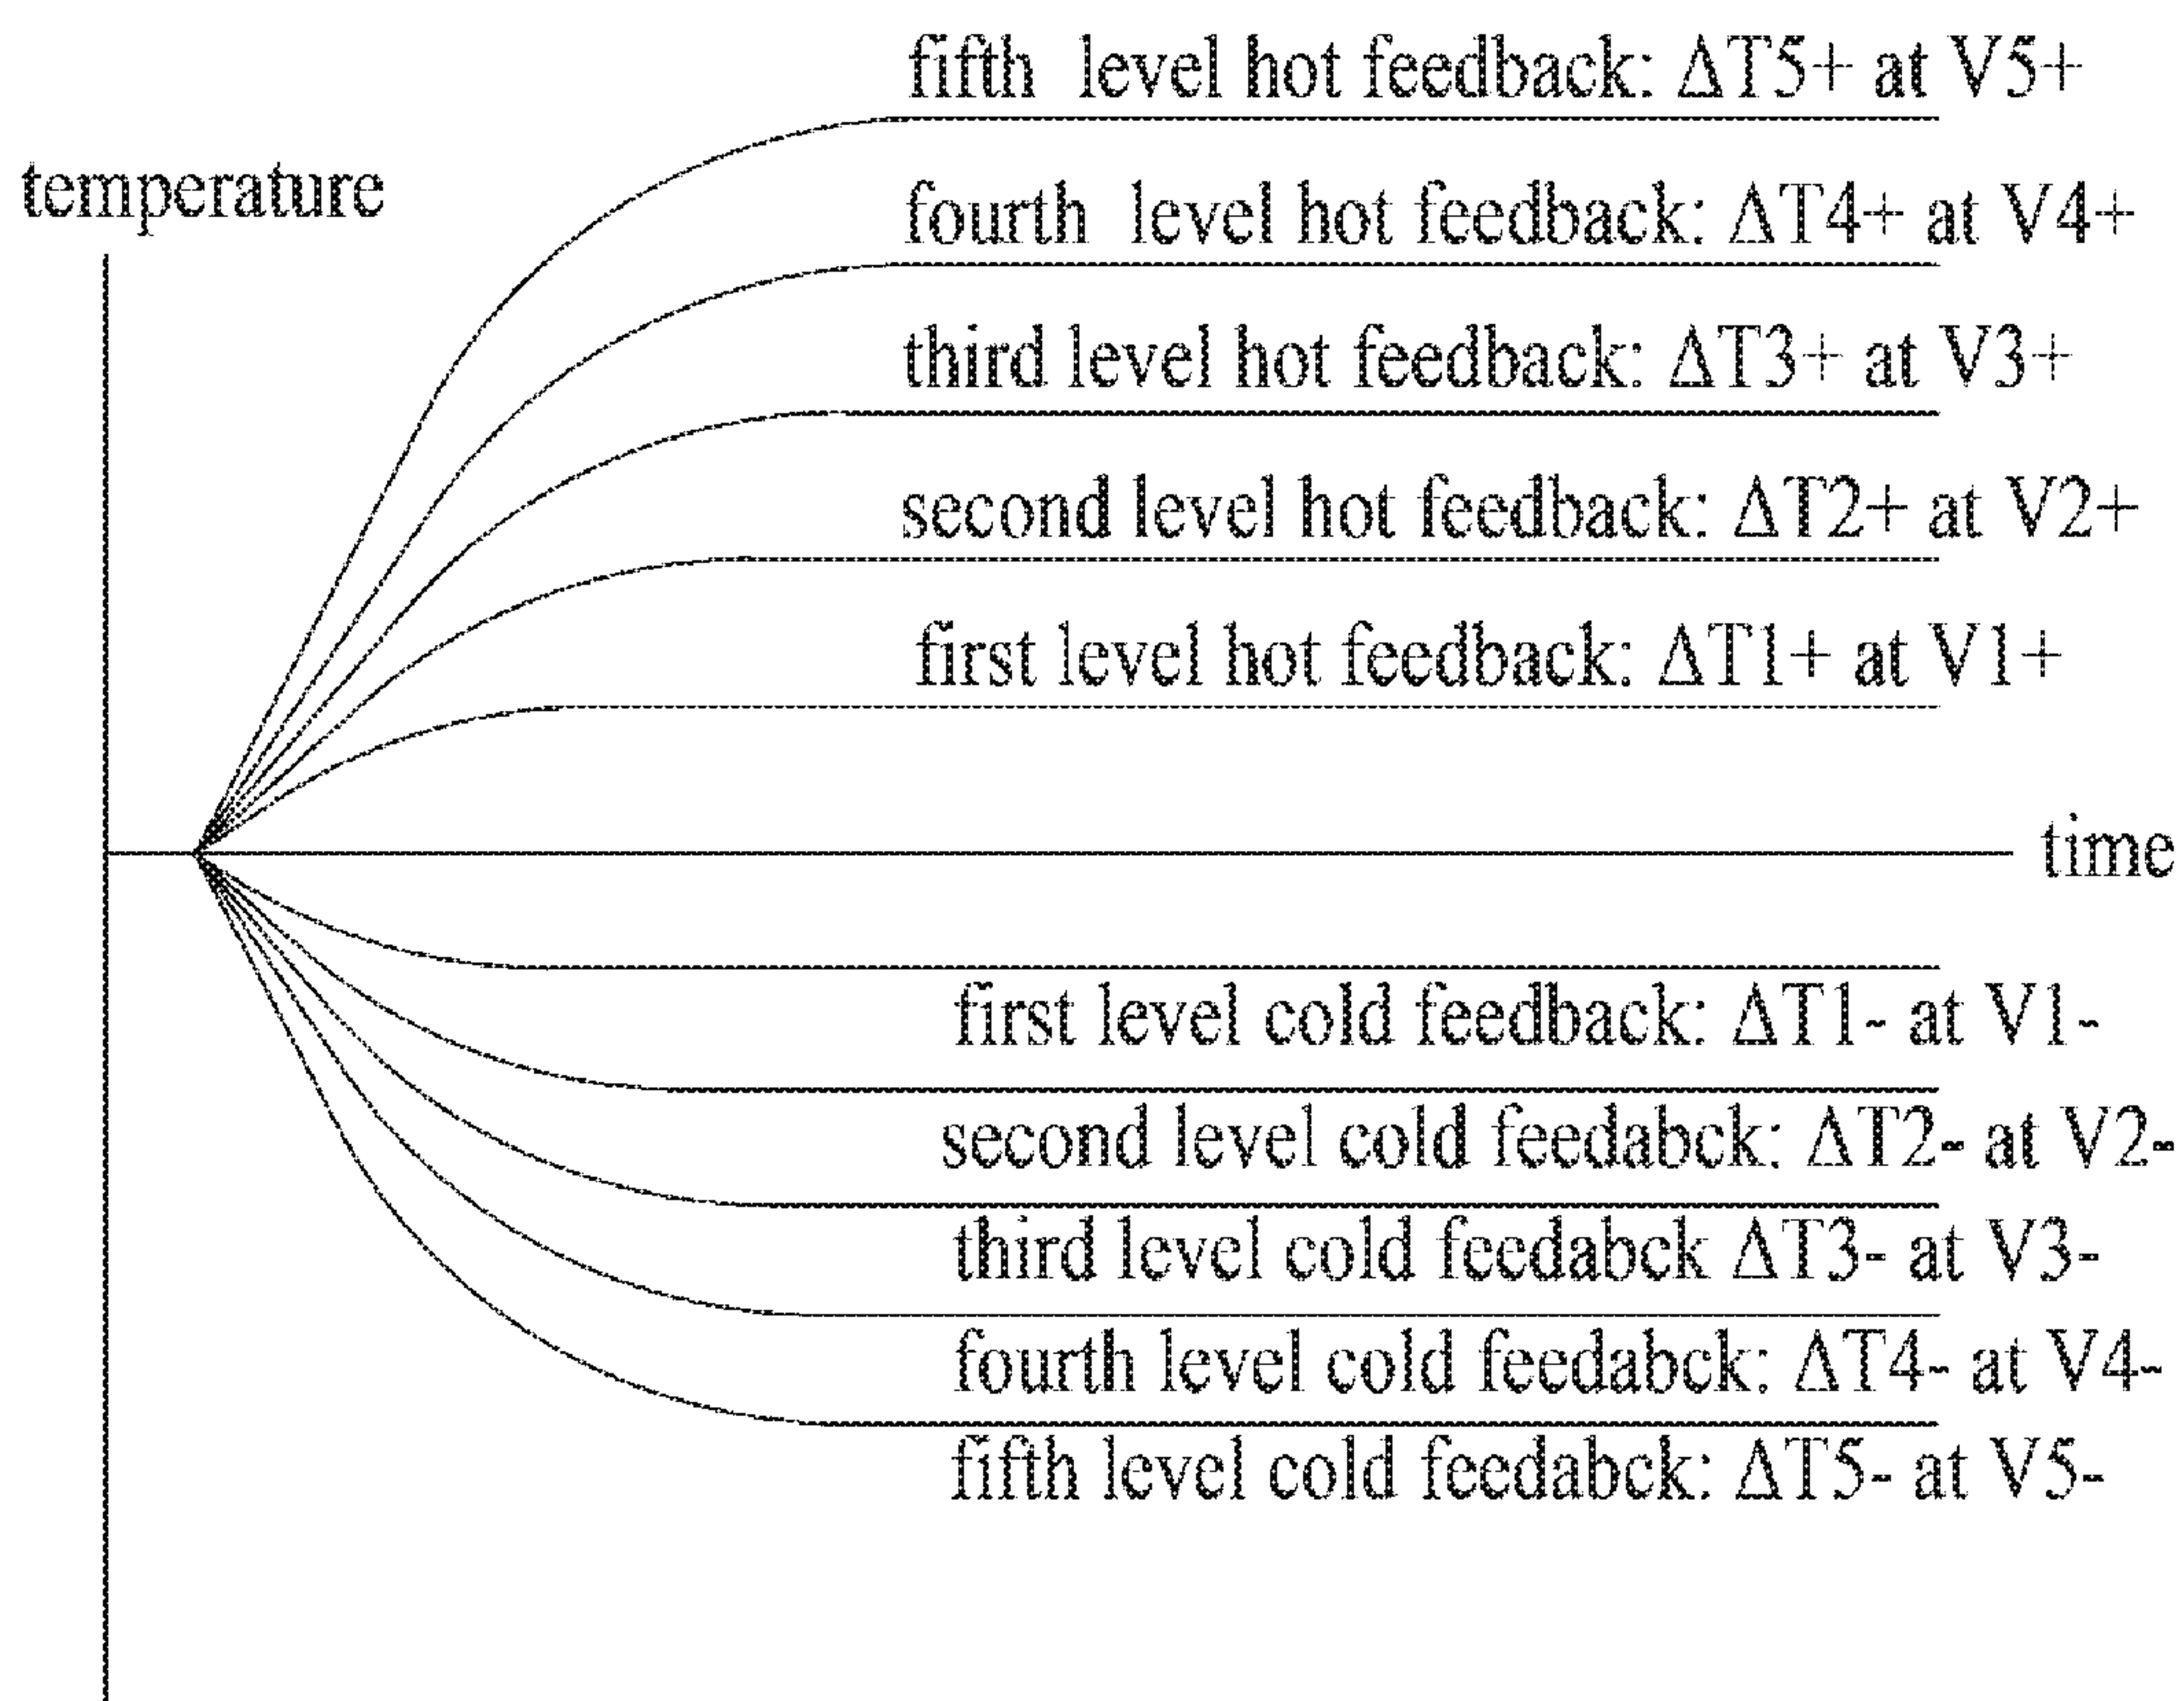 fifth level hot feedback: ΔT5+ at V5+
temperature
fourth level hot feedback: ΔT4+ at V4+
third level hot feedback: ΔT3+ at V3+
second level hot feedback: ΔT2+ at V2+
first level hot feedback: ΔT1+ at V1+
time
first level cold feedback: ΔT1- at V1-
second level cold feedabck: ΔT2- at V2-
third level cold feedabck ΔT3- at V3-
fourth level cold feedabck: ΔT4- at V4-
fifth level cold feedabck: ΔT5- at V5-